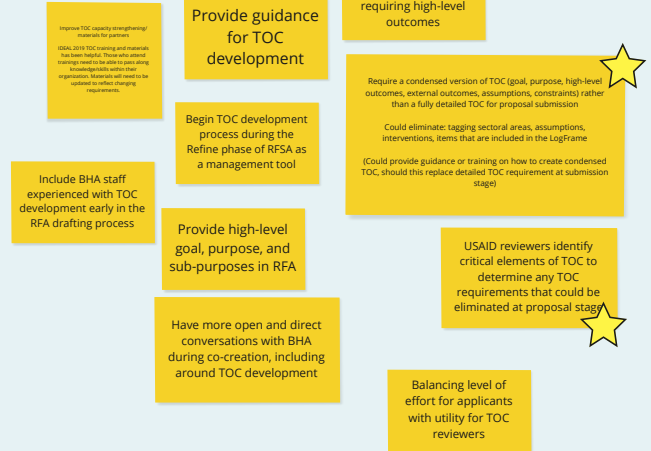 Improve TOC capacity strengthening/
materials for partners
IDEAL 2019 TOC training and materials
has been helpful. Those who attend
trainings need to be able to pass along
knowledge/skills within their
organization. Materials will need to be
updated to reflect changing
requirements.
Provide guidance
for TOC
development
requiring high-level
outcomes
Require a condensed version of TOC (goal, purpose, high-level
outcomes, external outcomes, assumptions, constraints) rather
than a fully detailed TOC for proposal submission
Could eliminate: tagging sectoral areas, assumptions,
interventions, items that are included in the LogFrame
(Could provide guidance or training on how to create condensed
TOC, should this replace detailed TOC requirement at submission
stage)
Begin TOC development
process during the
Refine phase of RFSA as
a management tool
Include BHA staff
experienced with TOC
development early in the
RFA drafting process
Provide high-level
goal, purpose, and
sub-purposes in RFA
USAID reviewers identify
critical elements of TOC to
determine any TOC
requirements that could be
eliminated at proposal stage
Have more open and direct
conversations with BHA
during co-creation, including
around TOC development
Balancing level of
effort for applicants
with utility for TOC
reviewers